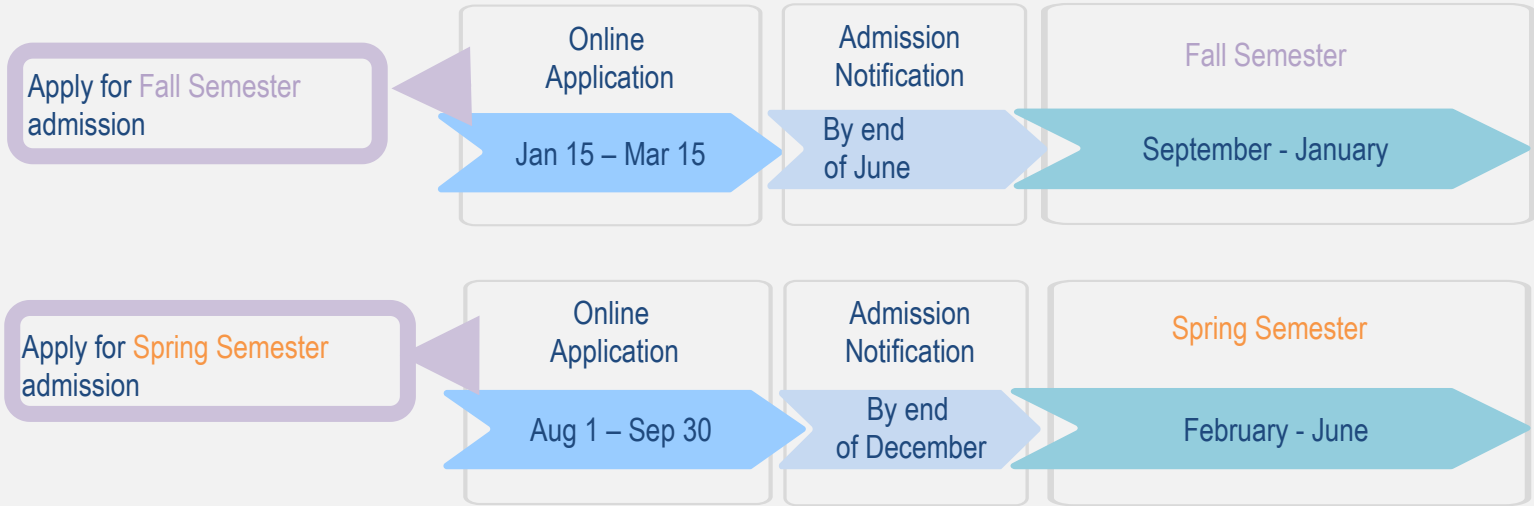 Apply for Fall Semester
admission
Online
Application
Jan 15 – Mar 15
Admission
Notification
By end
of June
Fall Semester
September - January
Apply for Spring Semester
admission
Online
Application
Aug 1 – Sep 30
Admission
Notification
By end
of December
Spring Semester
February - June